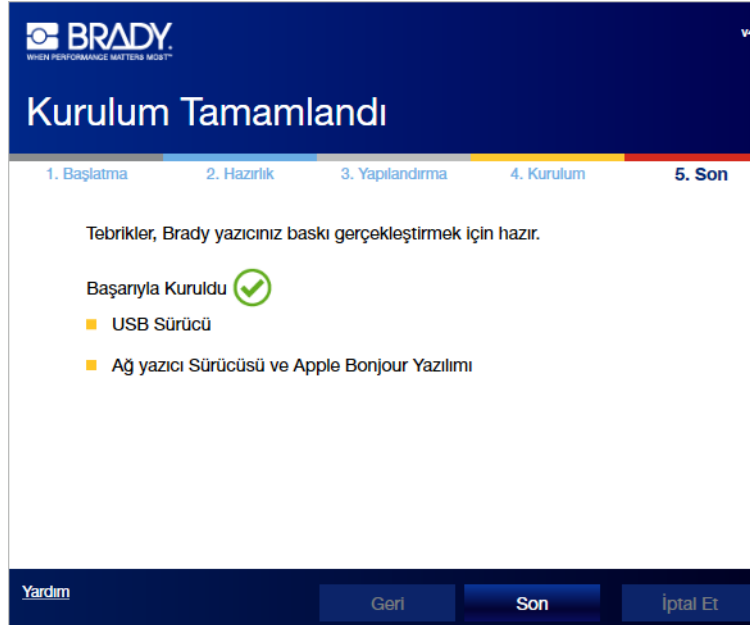 BRADY.
WHEN PERFORMANCE MATTERS MOST™
Kurulum Tamamlandı
1. Başlatma 2. Hazırlık 3. Yapılandırma 4. Kurulum 5. Son
Tebrikler, Brady yazıcınız baskı gerçekleştirmek için hazır.
Başarıyla Kuruldu
USB Sürücü
Ağ yazıcı Sürücüsü ve Apple Bonjour Yazılımı
Yardım Geri Son İptal Et